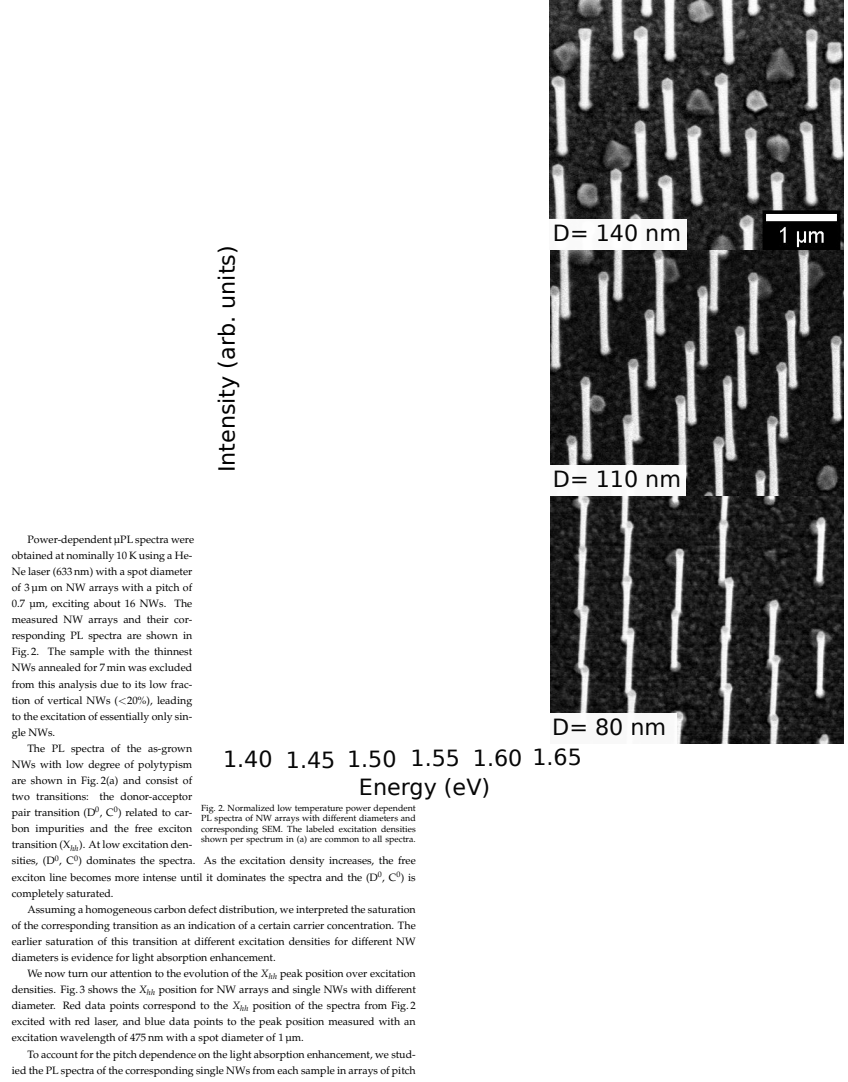 D= 140 nm
1 μm
D= 110 nm
D= 80 nm
Intensity (arb. units)
1.40 1.45 1.50 1.55 1.60 1.65
Energy (eV)
Fig. 2. Normalized low temperature power dependent
PL spectra of NW arrays with different diameters and
corresponding SEM. The labeled excitation densities
shown per spectrum in (a) are common to all spectra.
Power-dependent μPL spectra were
obtained at nominally 10 K using a He-
Ne laser (633 nm) with a spot diameter
of 3 μm on NW arrays with a pitch of
0.7 μm, exciting about 16 NWs. The
measured NW arrays and their cor-
responding PL spectra are shown in
Fig. 2. The sample with the thinnest
NWs annealed for 7 min was excluded
from this analysis due to its low frac-
tion of vertical NWs (<20%), leading
to the excitation of essentially only sin-
gle NWs.
The PL spectra of the as-grown
NWs with low degree of polytypism
are shown in Fig. 2(a) and consist of
two transitions: the donor-acceptor
pair transition (D⁰, C⁰) related to car-
bon impurities and the free exciton
transition (Xₕₕ). At low excitation den-
sities, (D⁰, C⁰) dominates the spectra. As the excitation density increases, the free
exciton line becomes more intense until it dominates the spectra and the (D⁰, C⁰) is
completely saturated.
Assuming a homogeneous carbon defect distribution, we interpreted the saturation
of the corresponding transition as an indication of a certain carrier concentration. The
earlier saturation of this transition at different excitation densities for different NW
diameters is evidence for light absorption enhancement.
We now turn our attention to the evolution of the Xₕₕ peak position over excitation
densities. Fig. 3 shows the Xₕₕ position for NW arrays and single NWs with different
diameter. Red data points correspond to the Xₕₕ position of the spectra from Fig. 2
excited with red laser, and blue data points to the peak position measured with an
excitation wavelength of 475 nm with a spot diameter of 1 μm.
To account for the pitch dependence on the light absorption enhancement, we stud-
ied the PL spectra of the corresponding single NWs from each sample in arrays of pitch